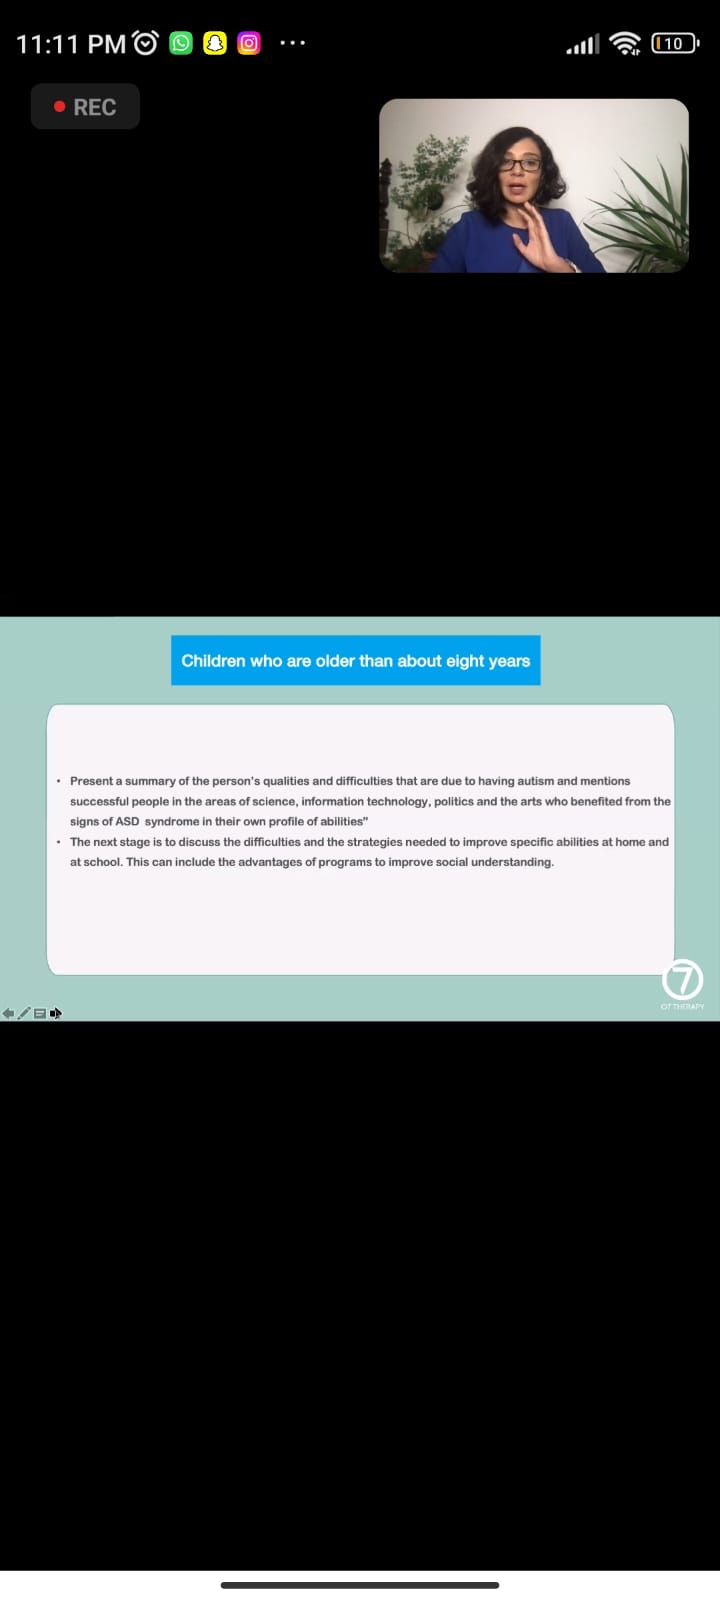 11:11 PM
10
REC
Children who are older than about eight years
• Present a summary of the person's qualities and difficulties that are due to having autism and mentions
successful people in the areas of science, information technology, politics and the arts who benefited from the
signs of ASD syndrome in their own profile of abilities"
• The next stage is to discuss the difficulties and the strategies needed to improve specific abilities at home and
at school. This can include the advantages of programs to improve social understanding.
7
OT THERAPY